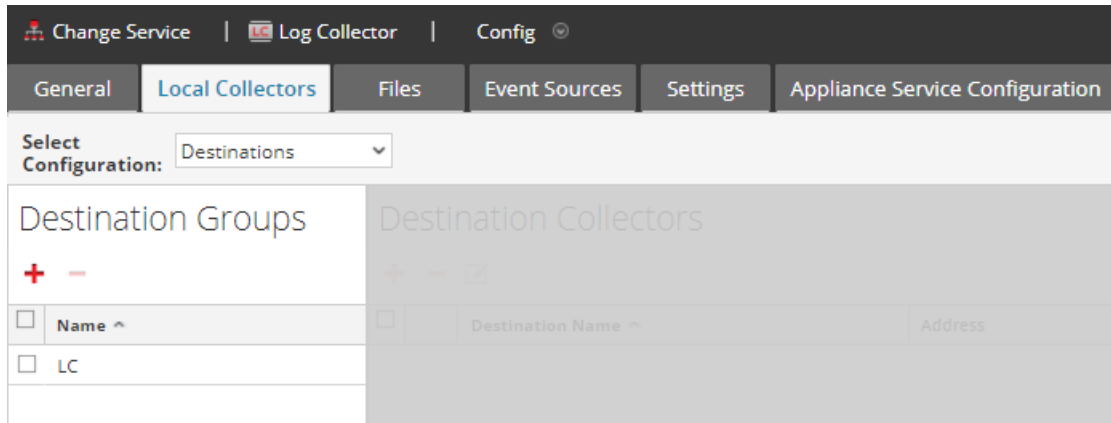 Change Service | LC Log Collector | Config
General Local Collectors Files Event Sources Settings Appliance Service Configuration
Select Configuration: Destinations
Destination Groups Destination Collectors
+ − + −
Name Destination Name Address
LC